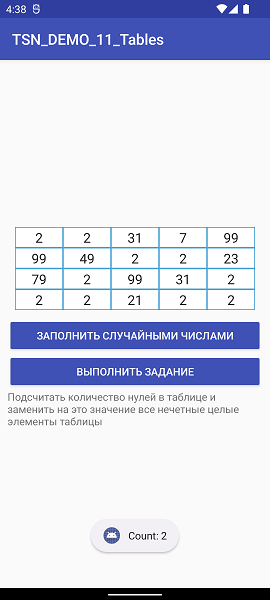 4:38
TSN_DEMO_11_Tables
2 2 31 7 99
99 49 2 2 23
79 2 99 31 2
2 2 21 2 2
ЗАПОЛНИТЬ СЛУЧАЙНЫМИ ЧИСЛАМИ
ВЫПОЛНИТЬ ЗАДАНИЕ
Подсчитать количество нулей в таблице и
заменить на это значение все нечетные целые
элементы таблицы
Count: 2